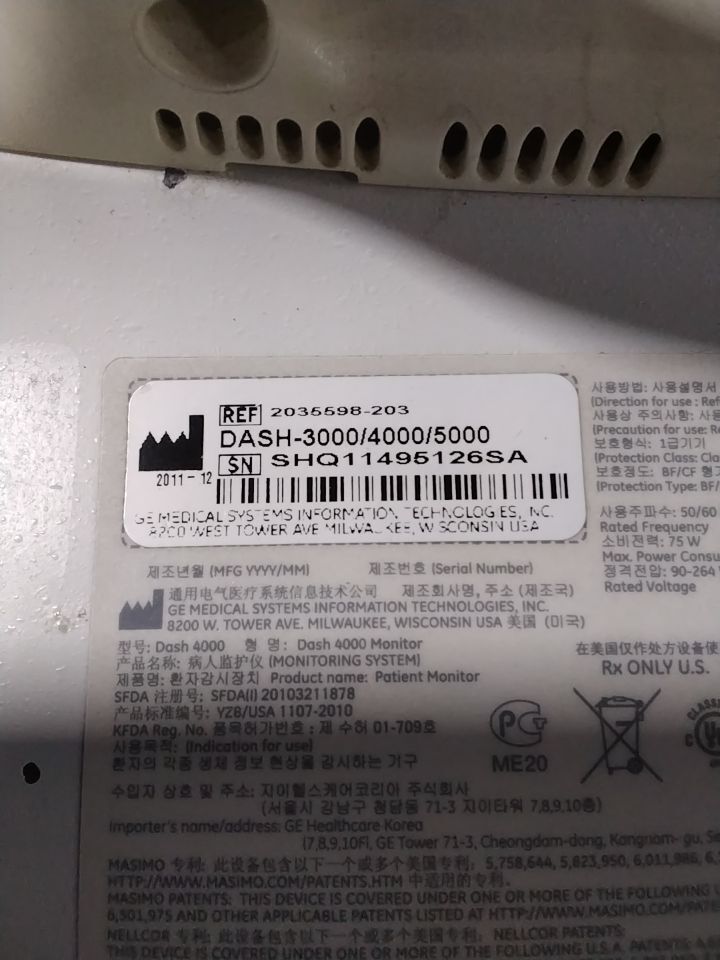 REF 2035598-203
DASH-3000/4000/5000
SN SHQ11495126SA
2011-12
GE MEDICAL SYSTEMS INFORMATION TECHNOLOGIES, INC.
8200 WEST TOWER AVE MILWAUKEE, WISCONSIN USA
제조년월 (MFG YYYY/MM) 제조번호 (Serial Number)
通用电气医疗系统信息技术公司 제조회사명, 주소 (제조국)
GE MEDICAL SYSTEMS INFORMATION TECHNOLOGIES, INC.
8200 W. TOWER AVE. MILWAUKEE, WISCONSIN USA 美国 (미국)
型号: Dash 4000 형 명: Dash 4000 Monitor
产品名称: 病人监护仪 (MONITORING SYSTEM)
제품명: 환자감시장치 Product name: Patient Monitor
SFDA 注册号: SFDA(I) 20103211878
产品标准编号: YZB/USA 1107-2010
KFDA Reg. No. 품목허가번호: 제 수허 01-709호
사용목적: (Indication for use)
환자의 각종 생체 정보 현상을 감시하는 기구
수입자 상호 및 주소: 지이헬스케어코리아 주식회사
(서울시 강남구 청담동 71-3 지이타워 7,8,9,10층)
Importer's name/address: GE Healthcare Korea
(7,8,9,10Fl, GE Tower 71-3, Cheongdam-dong, Kangnam-gu,
MASIMO 专利: 此设备包含以下一个或多个美国专利: 5,758,644, 5,823,950, 6,011,986,
HTTP://WWW.MASIMO.COM/PATENTS.HTM 中适用的专利.
MASIMO PATENTS: THIS DEVICE IS COVERED UNDER ONE OR MORE OF THE FOLLOWING
6,501,975 AND OTHER APPLICABLE PATENTS LISTED AT HTTP://WWW.MASIMO.COM/
NELLCOR 专利: 此设备包含以下一个或多个美国专利: NELLCOR PATENTS:
THIS DEVICE IS COVERED UNDER ONE OR MORE OF THE FOLLOWING U.S.A. PATENTS
사용방법: 사용설명서
(Direction for use:
사용상 주의사항:
(Precaution for use:
보호형식: 1급기기
(Protection Class:
보호정도: BF/CF
(Protection Type:
사용주파수: 50/60
Rated Frequency
소비전력: 75 W
Max. Power
정격전압: 90-264
Rated Voltage
在美国仅作处方设备使
Rx ONLY U.S.
ME20